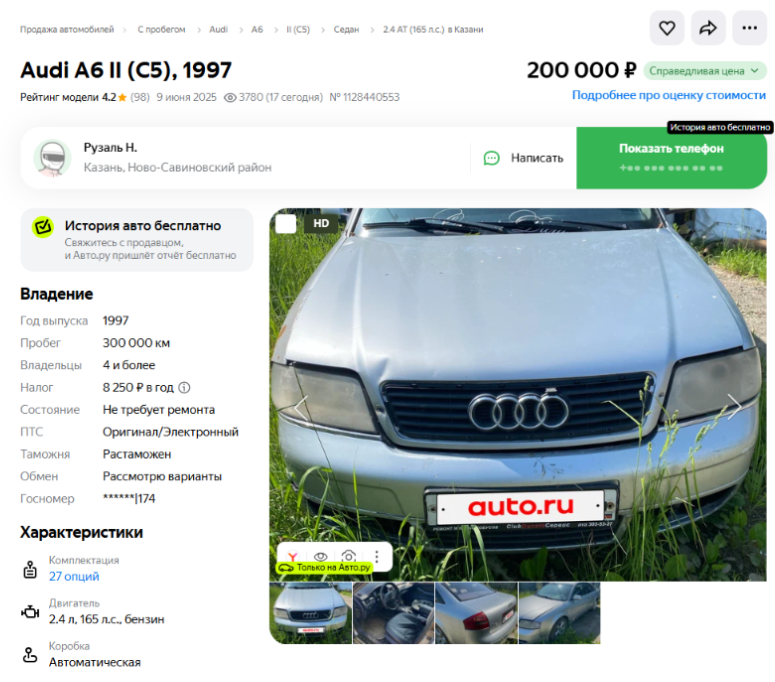 Продажа автомобилей > С пробегом > Audi > A6 > II (C5) > Седан > 2.4 AT (165 л.с.) в Казани
Audi A6 II (C5), 1997
200 000 ₽ Справедливая цена
Рейтинг модели 4.2★ (98) 9 июня 2025 3780 (17 сегодня) № 1128440553
Подробнее про оценку стоимости
История авто бесплатно
Рузаль Н.
Казань, Ново-Савиновский район
Написать
Показать телефон
+•• ••• ••• •• ••
История авто бесплатно
Свяжитесь с продавцом,
и Авто.ру пришлёт отчёт бесплатно
HD
Владение
Год выпуска 1997
Пробег 300 000 км
Владельцы 4 и более
Налог 8 250 ₽ в год
Состояние Не требует ремонта
ПТС Оригинал/Электронный
Таможня Растаможен
Обмен Рассмотрю варианты
Госномер ******|174
auto.ru
Только на Авто.ру
Характеристики
Комплектация
27 опций
Двигатель
2.4 л, 165 л.с., бензин
Коробка
Автоматическая